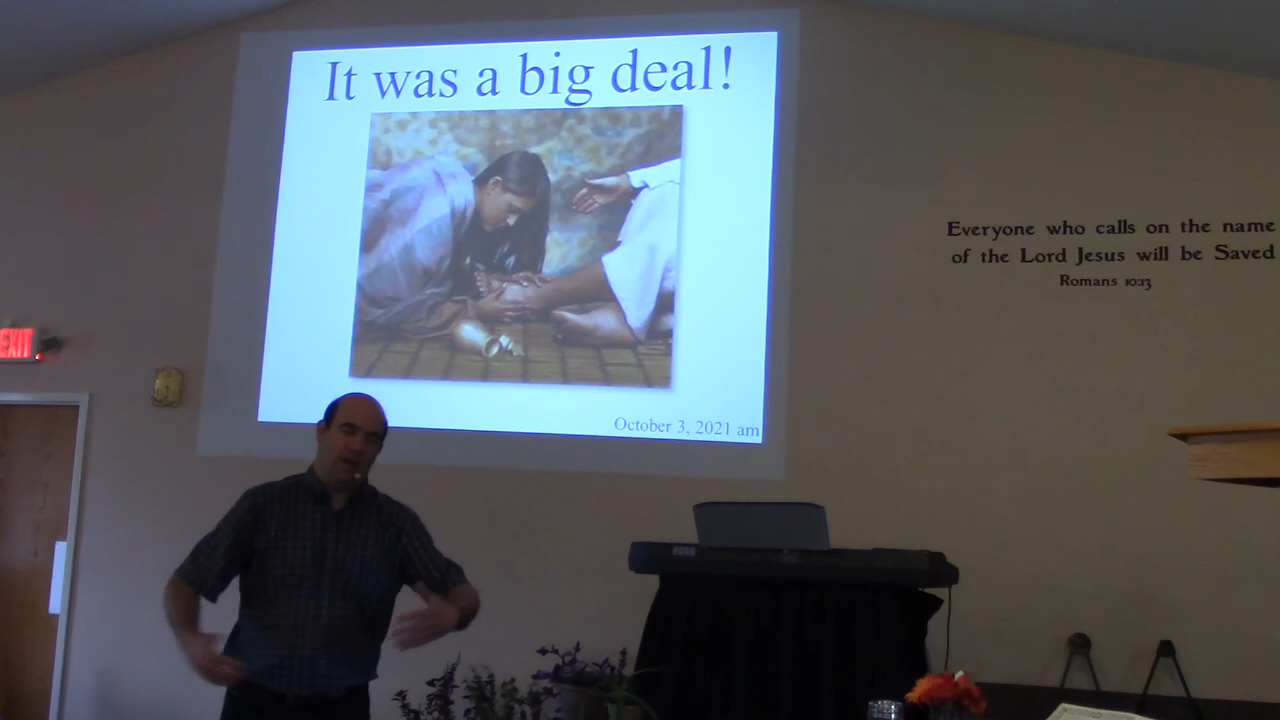 It was a big deal!
October 3, 2021 am
Everyone who calls on the name
of the Lord Jesus will be Saved
Romans 10:13
EXIT
KORG